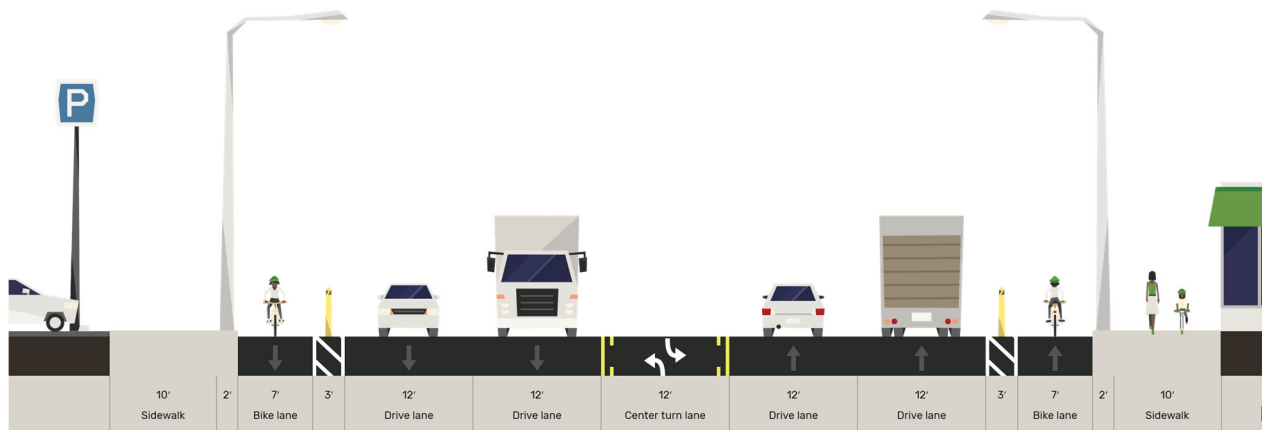 P
10′ 2′ 7′ 3′ 12′ 12′ 12′ 12′ 12′ 3′ 7′ 2′ 10′
Sidewalk Bike lane Drive lane Drive lane Center turn lane Drive lane Drive lane Bike lane Sidewalk